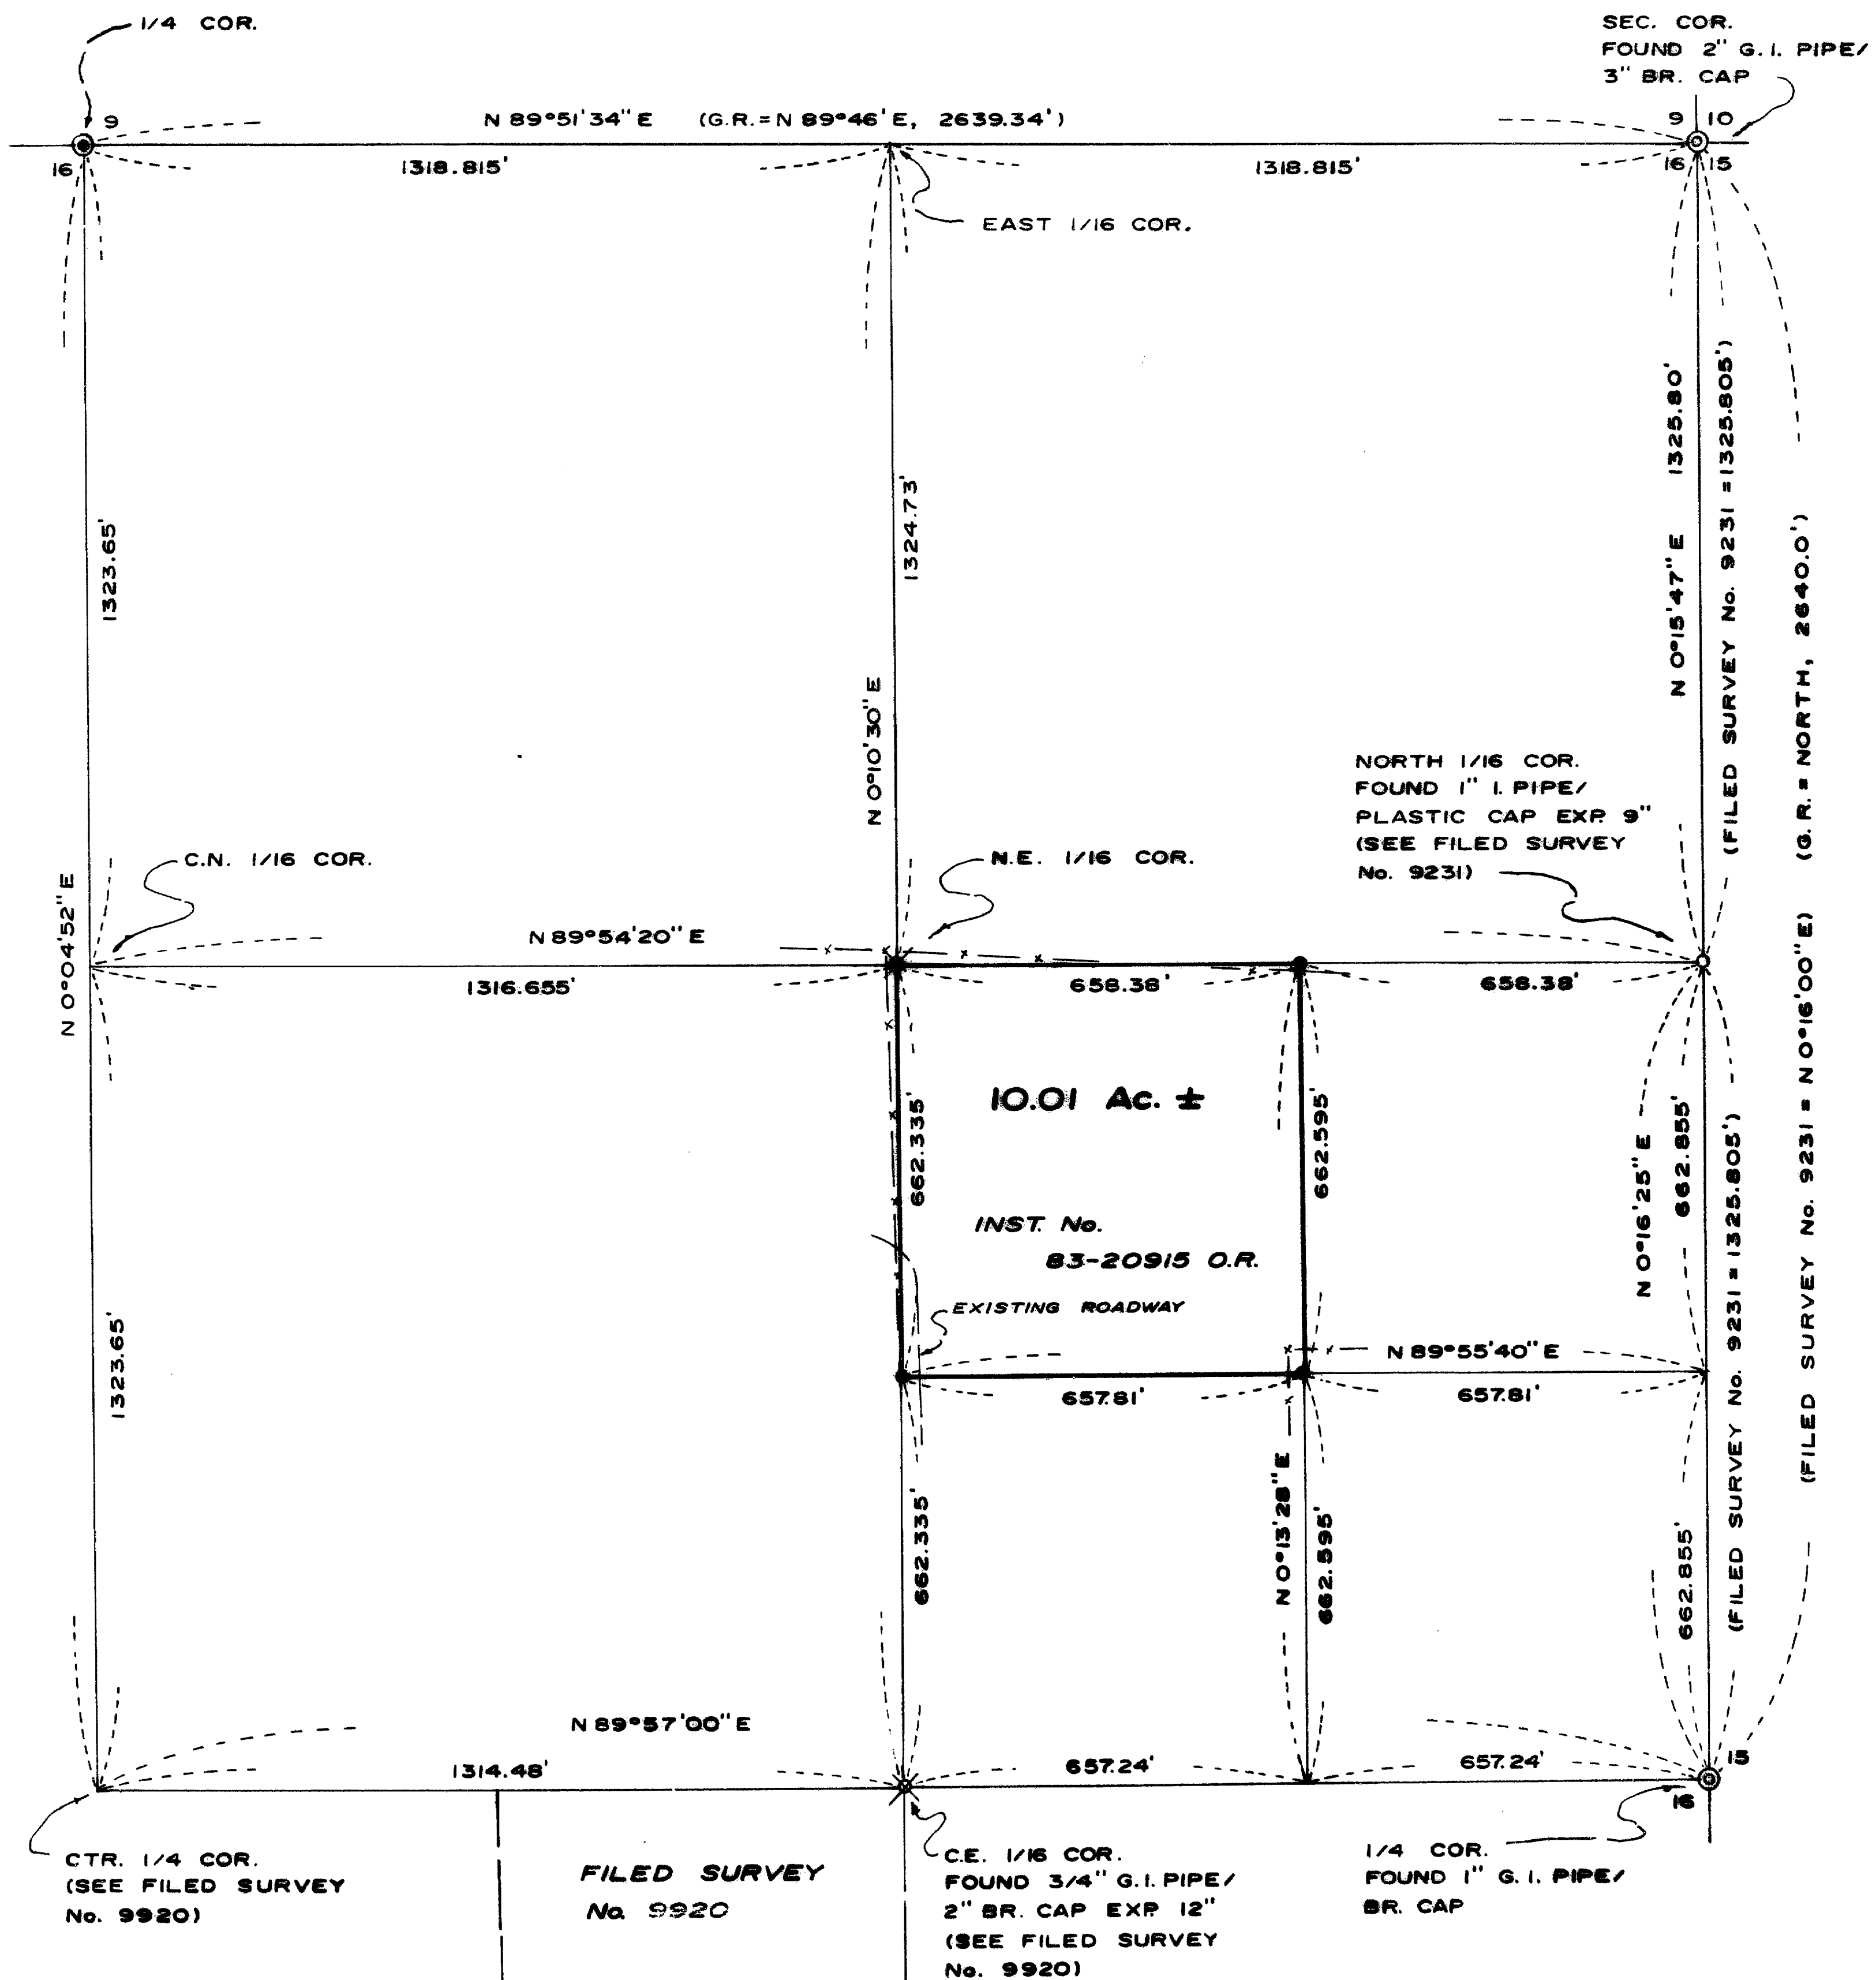 1/4 COR.
SEC. COR.
FOUND 2" G.I. PIPE/
3" BR. CAP
9
N 89°51'34" E (G.R.=N 89°46' E, 2639.34')
9 10
16
1318.815'
1318.815'
16 15
EAST 1/16 COR.
1323.65'
1324.73'
N 0°10'30" E
N 0°15'47" E 1325.80'
(FILED SURVEY No. 9231 =1325.805')
(FILED SURVEY No. 9231 = N 0°16'00" E) (G.R. = NORTH, 2640.0')
NORTH 1/16 COR.
FOUND 1" I. PIPE/
PLASTIC CAP EXP. 9"
(SEE FILED SURVEY
No. 9231)
C.N. 1/16 COR.
N.E. 1/16 COR.
N 0°04'52" E
N 89°54'20" E
1316.655'
658.38'
658.38'
10.01 Ac. ±
662.335'
662.595'
N 0°16'25" E
662.855'
(FILED SURVEY No. 9231 = 1325.805')
INST. No.
83-20915 O.R.
EXISTING ROADWAY
1323.65'
N 89°55'40" E
657.81'
657.81'
662.335'
N 0°13'28" E
662.595'
662.855'
N 89°57'00" E
1314.48'
657.24'
657.24'
15
16
CTR. 1/4 COR.
(SEE FILED SURVEY
No. 9920)
FILED SURVEY
No. 9920
C.E. 1/16 COR.
FOUND 3/4" G.I. PIPE/
2" BR. CAP EXP. 12"
(SEE FILED SURVEY
No. 9920)
1/4 COR.
FOUND 1" G.I. PIPE/
BR. CAP